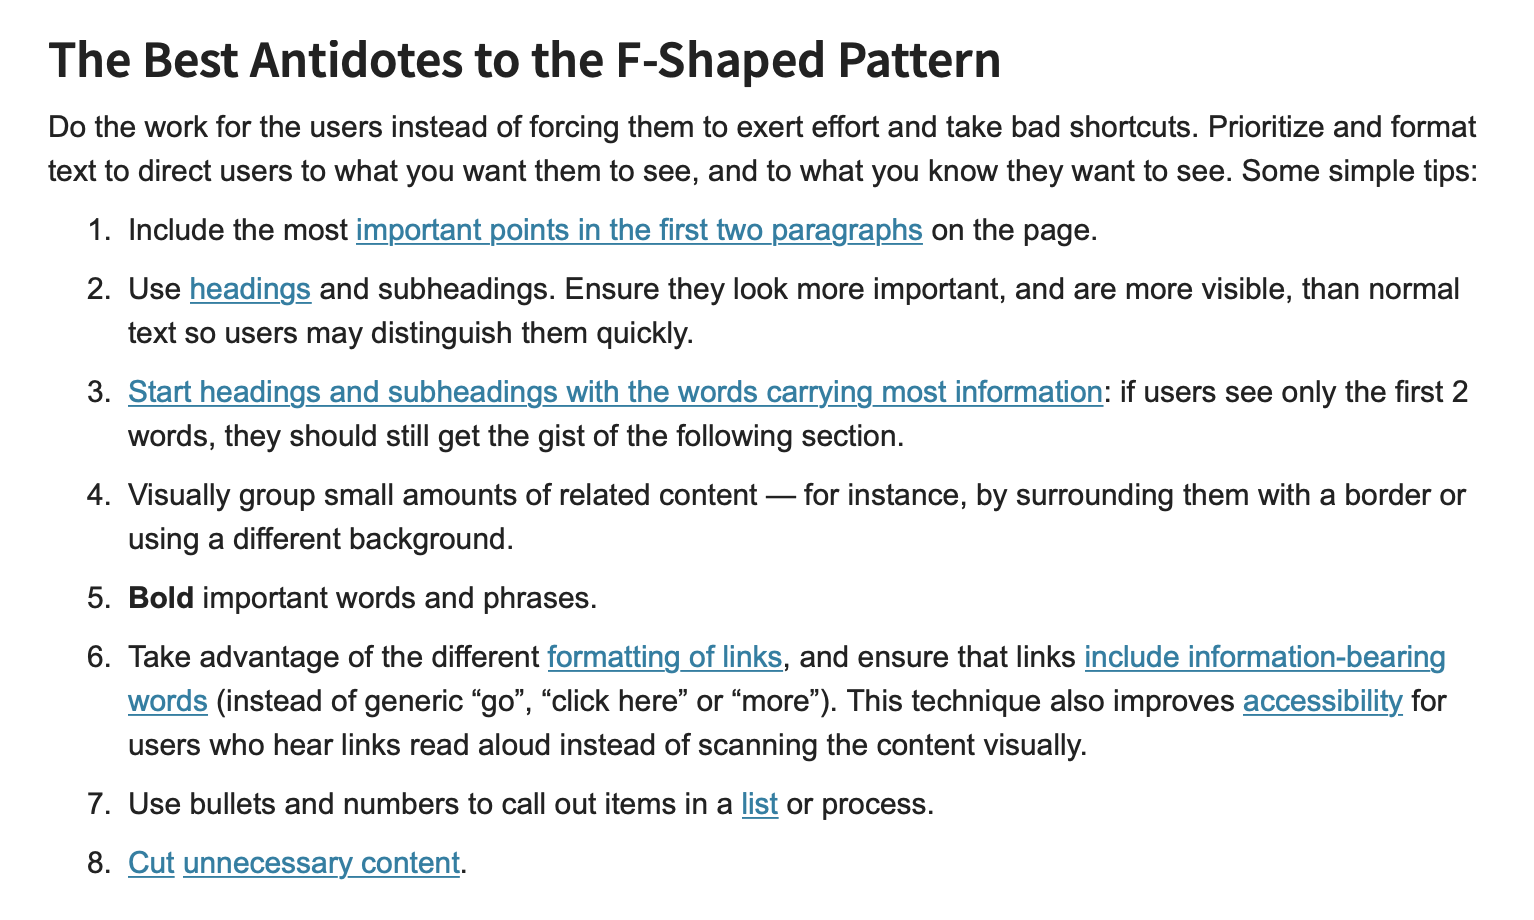 The Best Antidotes to the F-Shaped Pattern
Do the work for the users instead of forcing them to exert effort and take bad shortcuts. Prioritize and format
text to direct users to what you want them to see, and to what you know they want to see. Some simple tips:
1. Include the most important points in the first two paragraphs on the page.
2. Use headings and subheadings. Ensure they look more important, and are more visible, than normal
text so users may distinguish them quickly.
3. Start headings and subheadings with the words carrying most information: if users see only the first 2
words, they should still get the gist of the following section.
4. Visually group small amounts of related content — for instance, by surrounding them with a border or
using a different background.
5. Bold important words and phrases.
6. Take advantage of the different formatting of links, and ensure that links include information-bearing
words (instead of generic “go”, “click here” or “more”). This technique also improves accessibility for
users who hear links read aloud instead of scanning the content visually.
7. Use bullets and numbers to call out items in a list or process.
8. Cut unnecessary content.